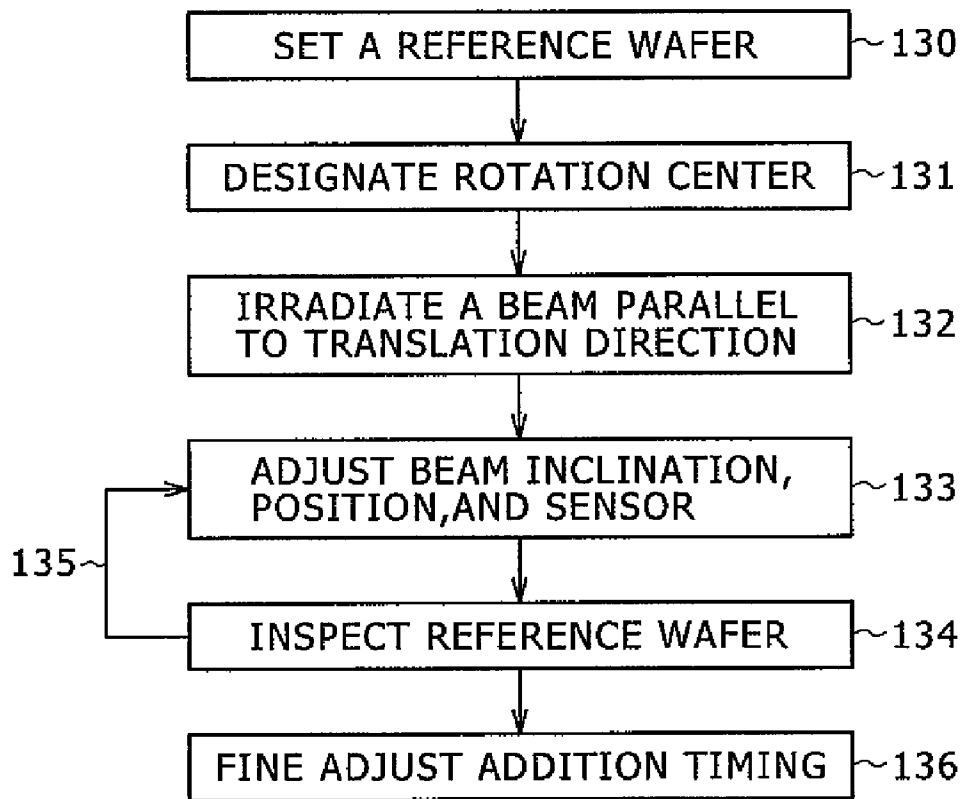 SET A REFERENCE WAFER 130
DESIGNATE ROTATION CENTER 131
IRRADIATE A BEAM PARALLEL
TO TRANSLATION DIRECTION 132
ADJUST BEAM INCLINATION,
POSITION,AND SENSOR 133
135
INSPECT REFERENCE WAFER 134
FINE ADJUST ADDITION TIMING 136